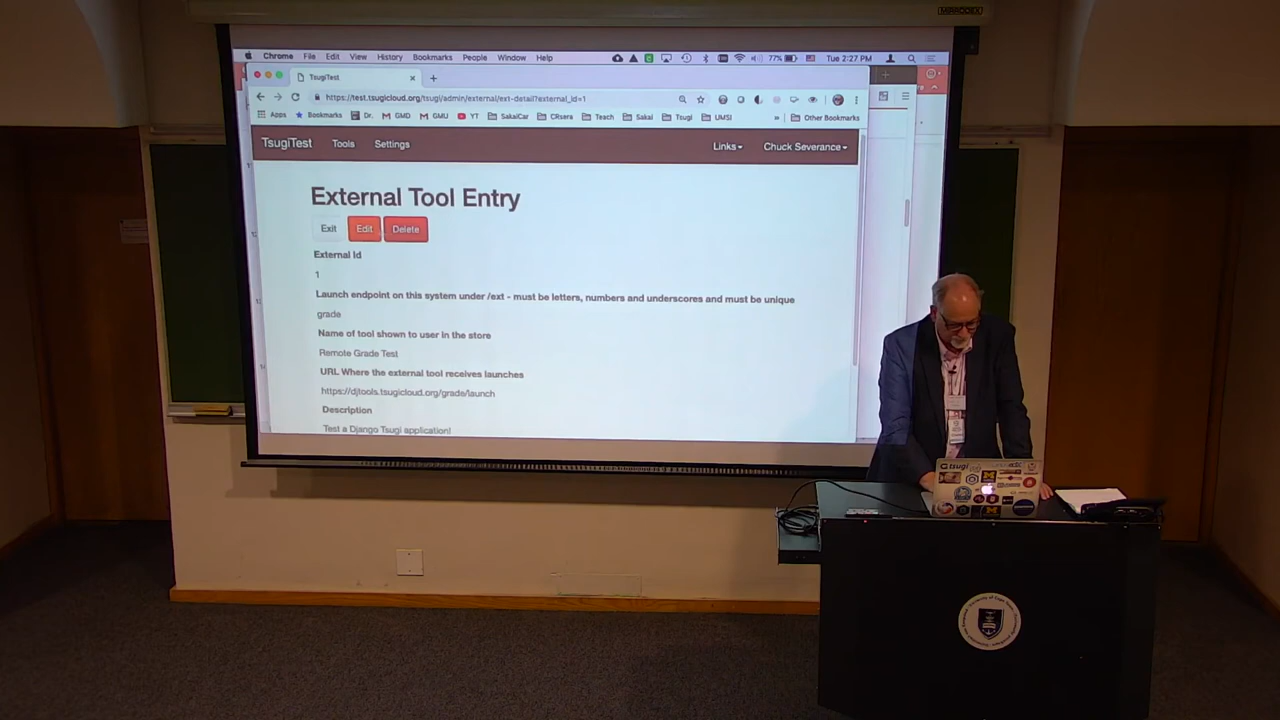 Chrome File Edit View History Bookmarks People Window Help 77% Tue 2:27 PM
TsugiTest
https://test.tsugicloud.org/tsugi/admin/external/ext-detail?external_id=1
Apps Bookmarks Dr. GMD GMU YT SakaiCar CRsera Teach Sakai Tsugi UMSI » Other Bookmarks
TsugiTest Tools Settings Links Chuck Severance
External Tool Entry
Exit Edit Delete
External Id
1
Launch endpoint on this system under /ext - must be letters, numbers and underscores and must be unique
grade
Name of tool shown to user in the store
Remote Grade Test
URL Where the external tool receives launches
https://djtools.tsugicloud.org/grade/launch
Description
Test a Django Tsugi application!
tsugi